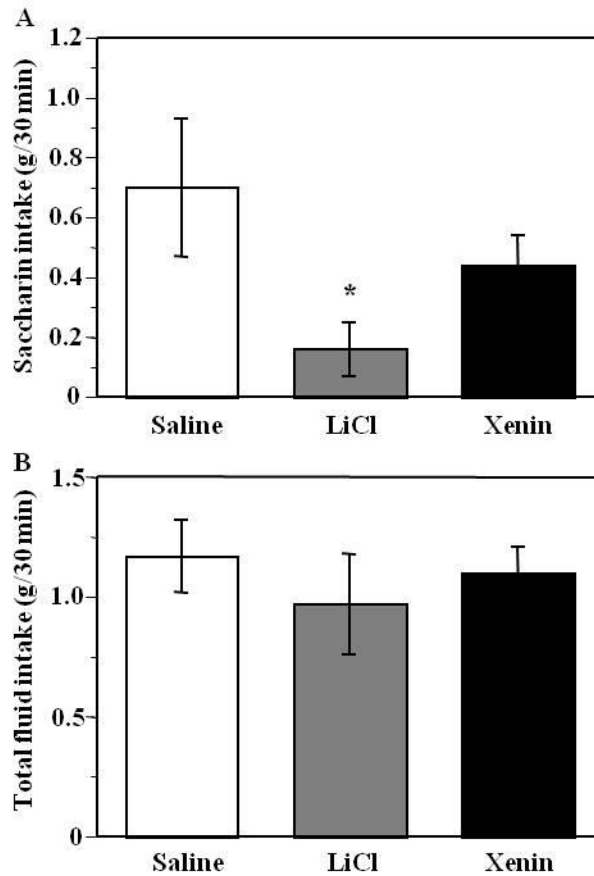 A
Saccharin intake (g/30 min)
1.2
1.0
0.8
0.6
0.4
0.2
0
*
Saline LiCl Xenin
B
Total fluid intake (g/30 min)
1.5
1.0
0.5
0
Saline LiCl Xenin